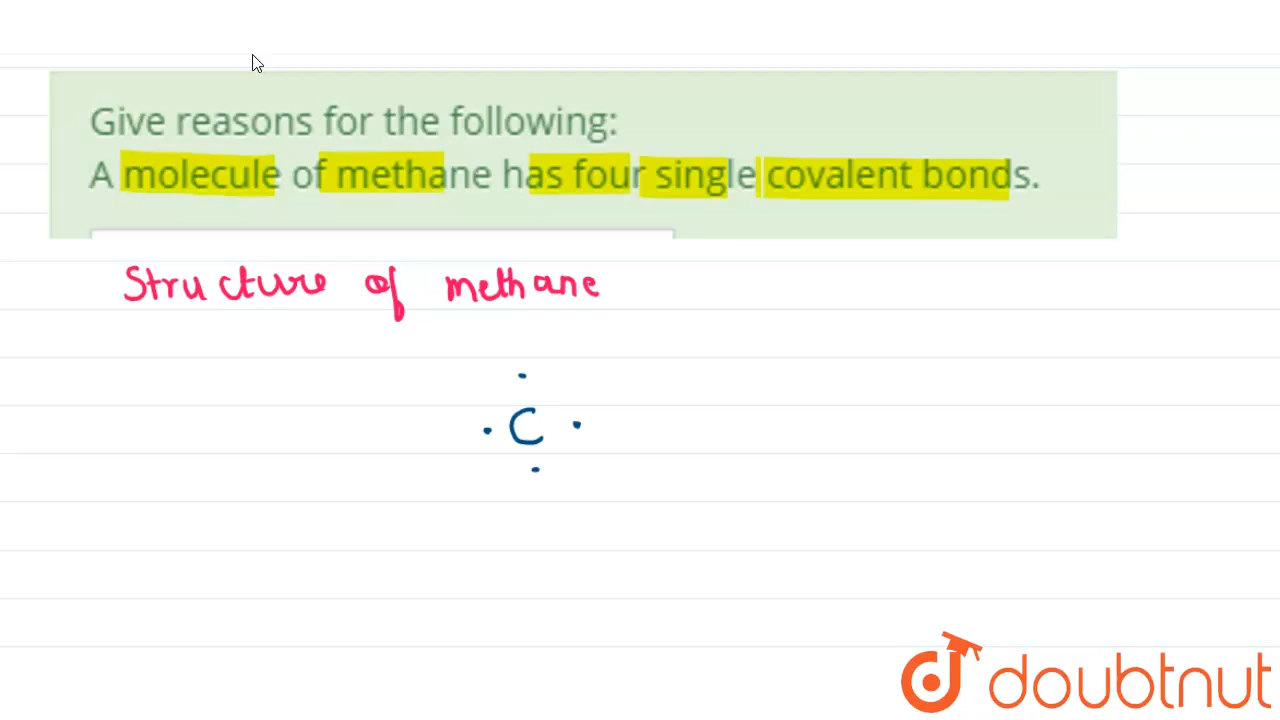 Give reasons for the following:
A molecule of methane has four single covalent bonds.
Structure of methane
C
doubtnut